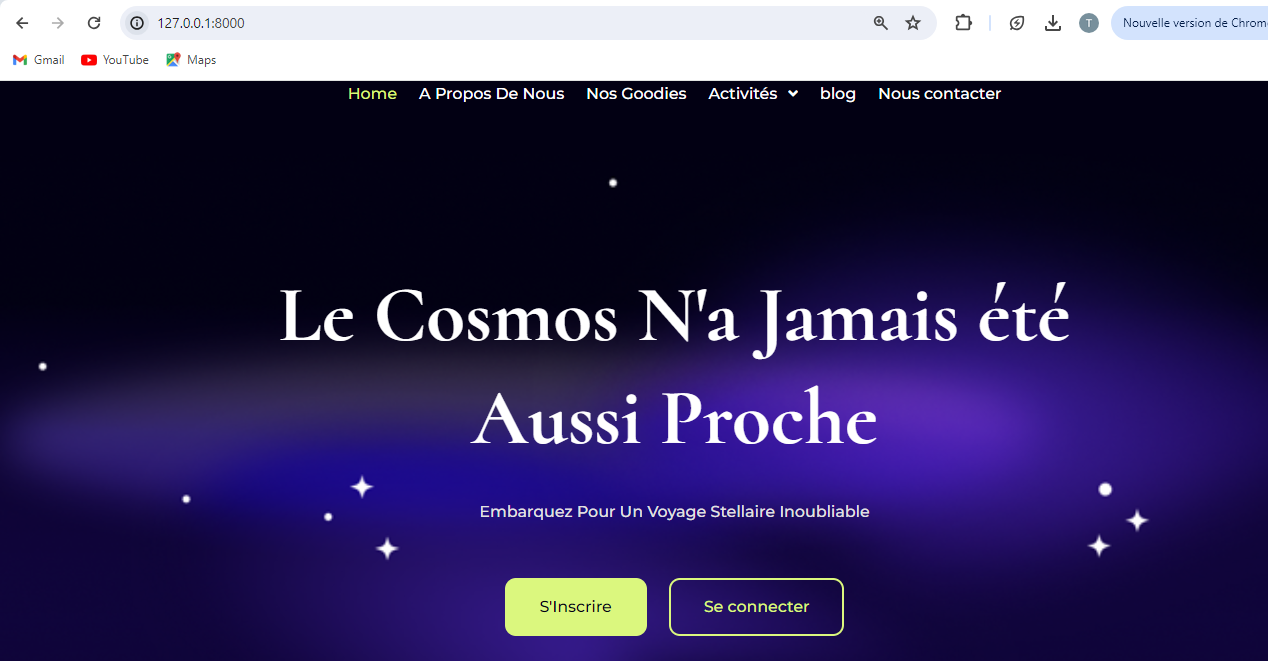 127.0.0.1:8000
T
Nouvelle version de Chrom
Gmail YouTube Maps
Home A Propos De Nous Nos Goodies Activités blog Nous contacter
Le Cosmos N'a Jamais été
Aussi Proche
Embarquez Pour Un Voyage Stellaire Inoubliable
S'Inscrire Se connecter